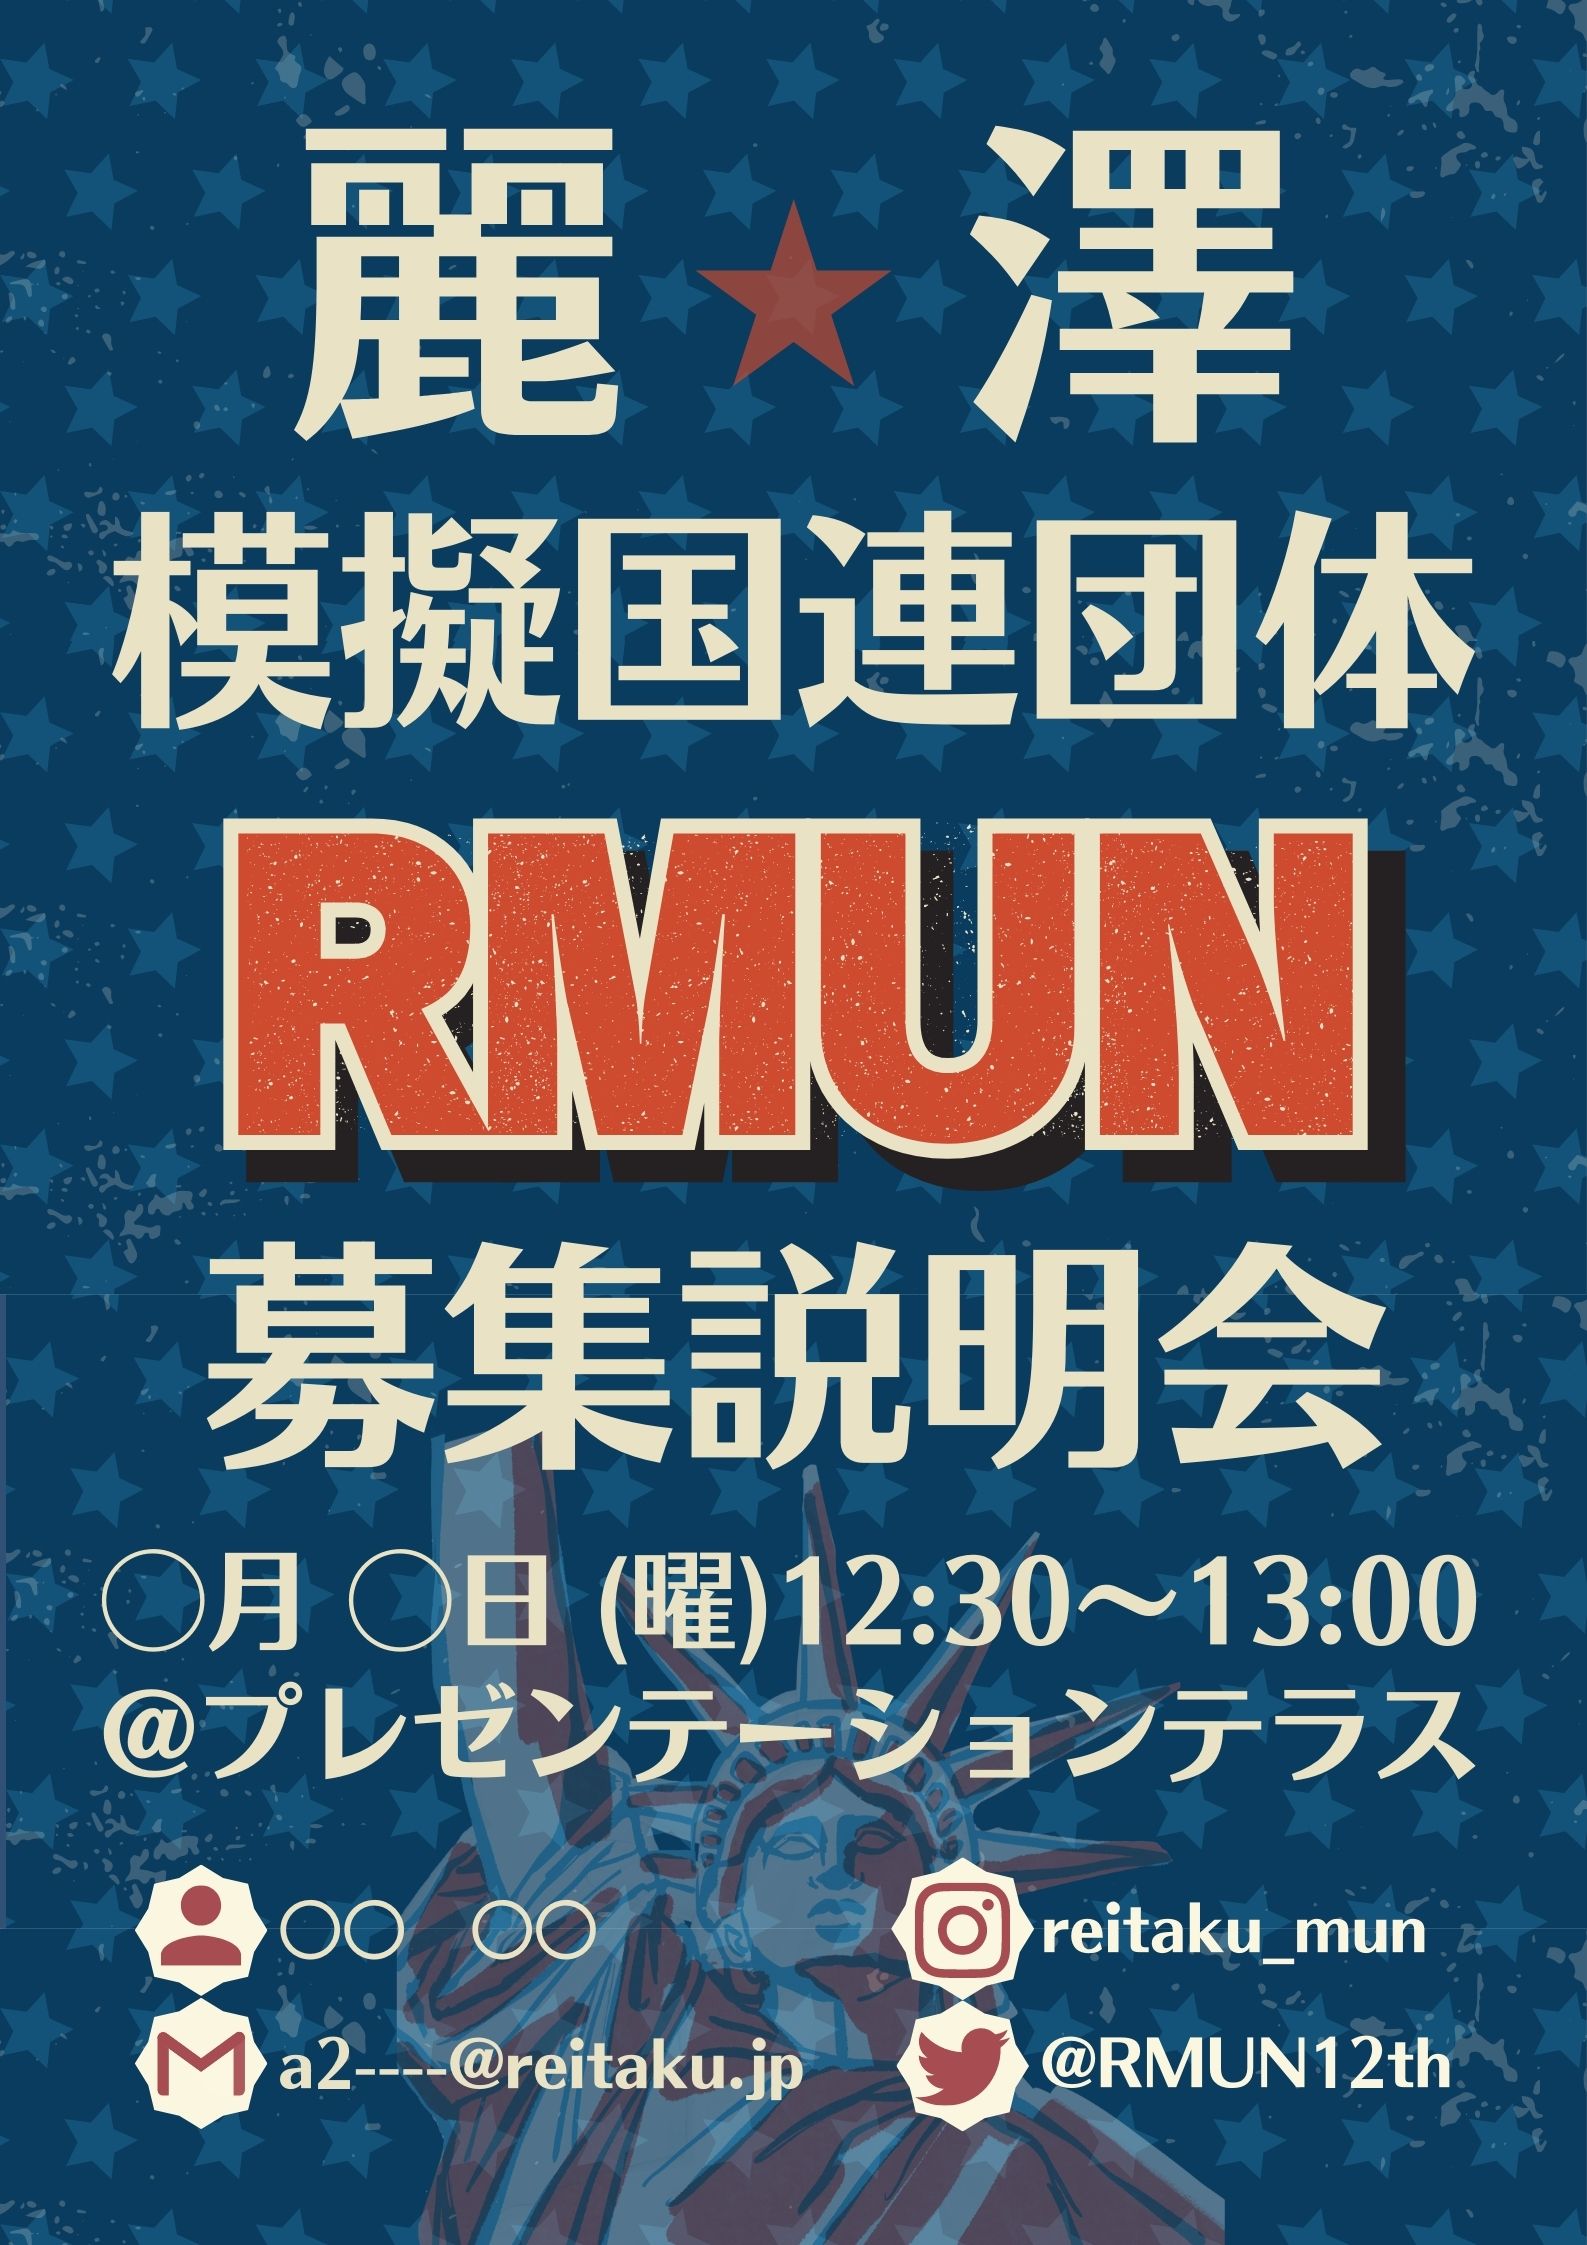 麗★澤
模擬国連団体
RMUN
募集説明会
○月 ○日 (曜)12:30～13:00
@プレゼンテーションテラス
○○ ○○
reitaku_mun
a2----@reitaku.jp
@RMUN12th